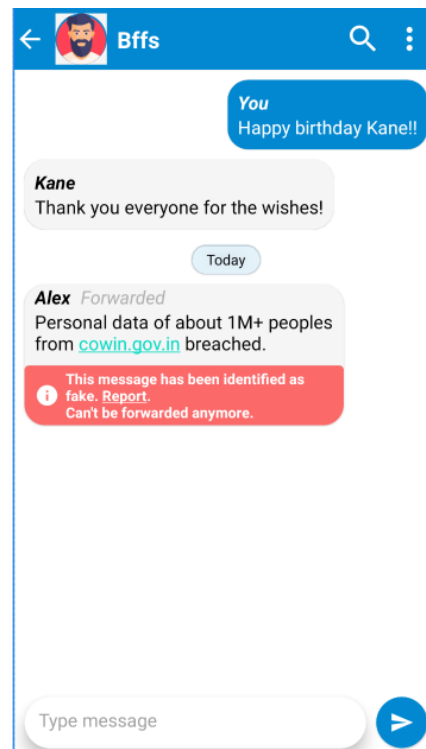 Bffs
You
Happy birthday Kane!!
Kane
Thank you everyone for the wishes!
Today
Alex Forwarded
Personal data of about 1M+ peoples
from cowin.gov.in breached.
This message has been identified as
fake. Report.
Can't be forwarded anymore.
Type message